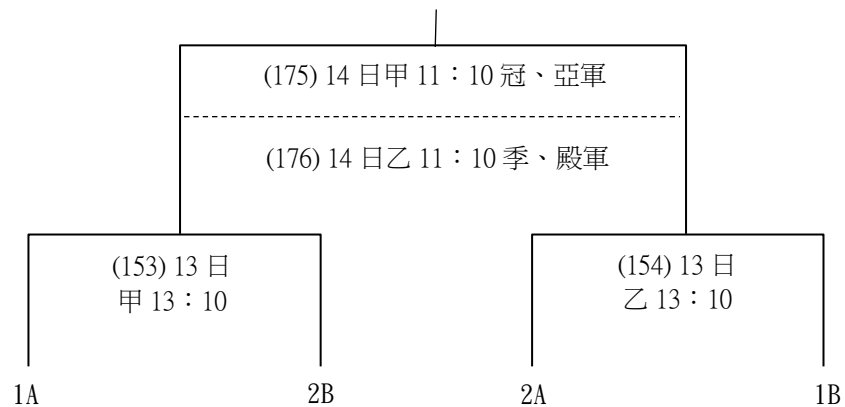 (175) 14 日甲 11：10 冠、亞軍
(176) 14 日乙 11：10 季、殿軍
(153) 13 日
甲 13：10
(154) 13 日
乙 13：10
1A
2B
2A
1B